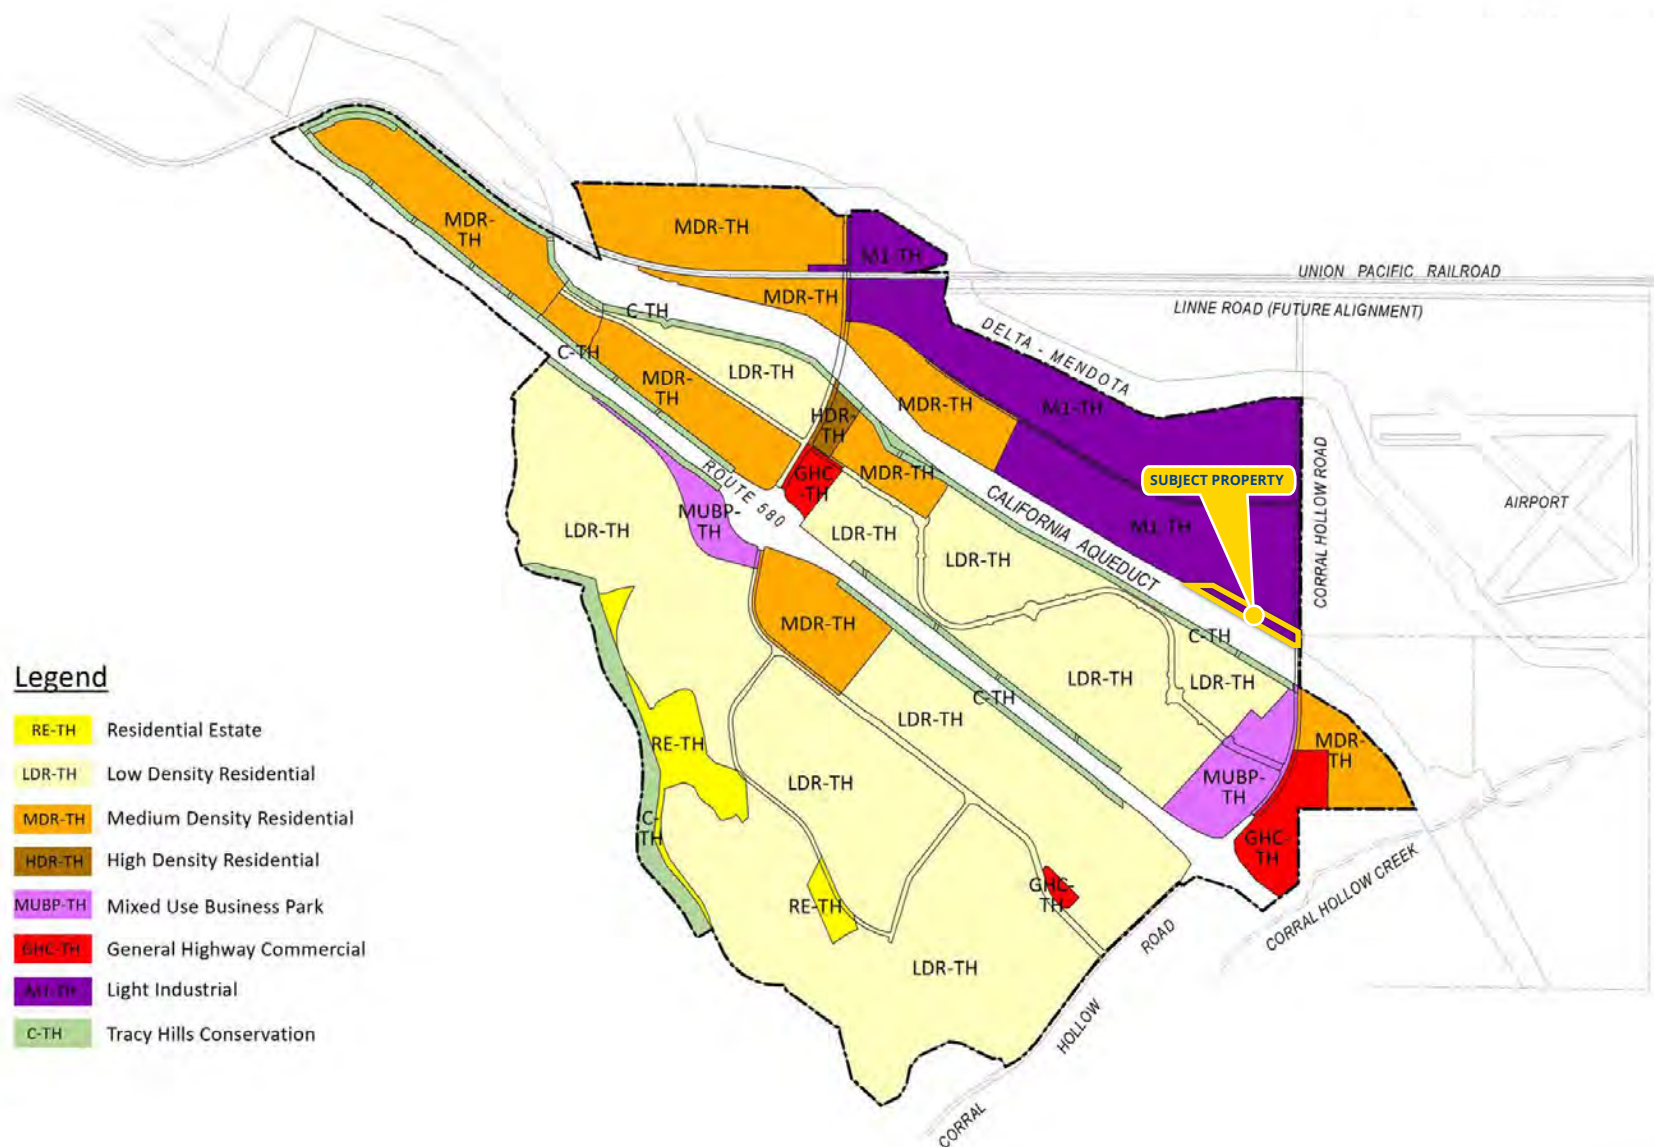 MDR-
TH
MDR-TH
M1-TH
UNION PACIFIC RAILROAD
MDR-TH
LINNE ROAD (FUTURE ALIGNMENT)
C-TH
DELTA - MENDOTA
C-TH
LDR-TH
MDR-
TH
MDR-TH
M1-TH
HDR-
TH
CORRAL HOLLOW ROAD
ROUTE 580
GHC
-TH
MDR-TH
SUBJECT PROPERTY
CALIFORNIA AQUEDUCT
AIRPORT
MUBP-
TH
LDR-TH
LDR-TH
M1-TH
LDR-TH
MDR-TH
C-TH
LDR-TH
LDR-TH
C-TH
LDR-TH
RE-TH
MDR-
TH
LDR-TH
MUBP-
TH
C-
TH
GHC-
TH
GHC-
TH
RE-TH
LDR-TH
CORRAL HOLLOW CREEK
CORRAL HOLLOW ROAD
Legend
RE-TH Residential Estate
LDR-TH Low Density Residential
MDR-TH Medium Density Residential
HDR-TH High Density Residential
MUBP-TH Mixed Use Business Park
GHC-TH General Highway Commercial
M1-TH Light Industrial
C-TH Tracy Hills Conservation